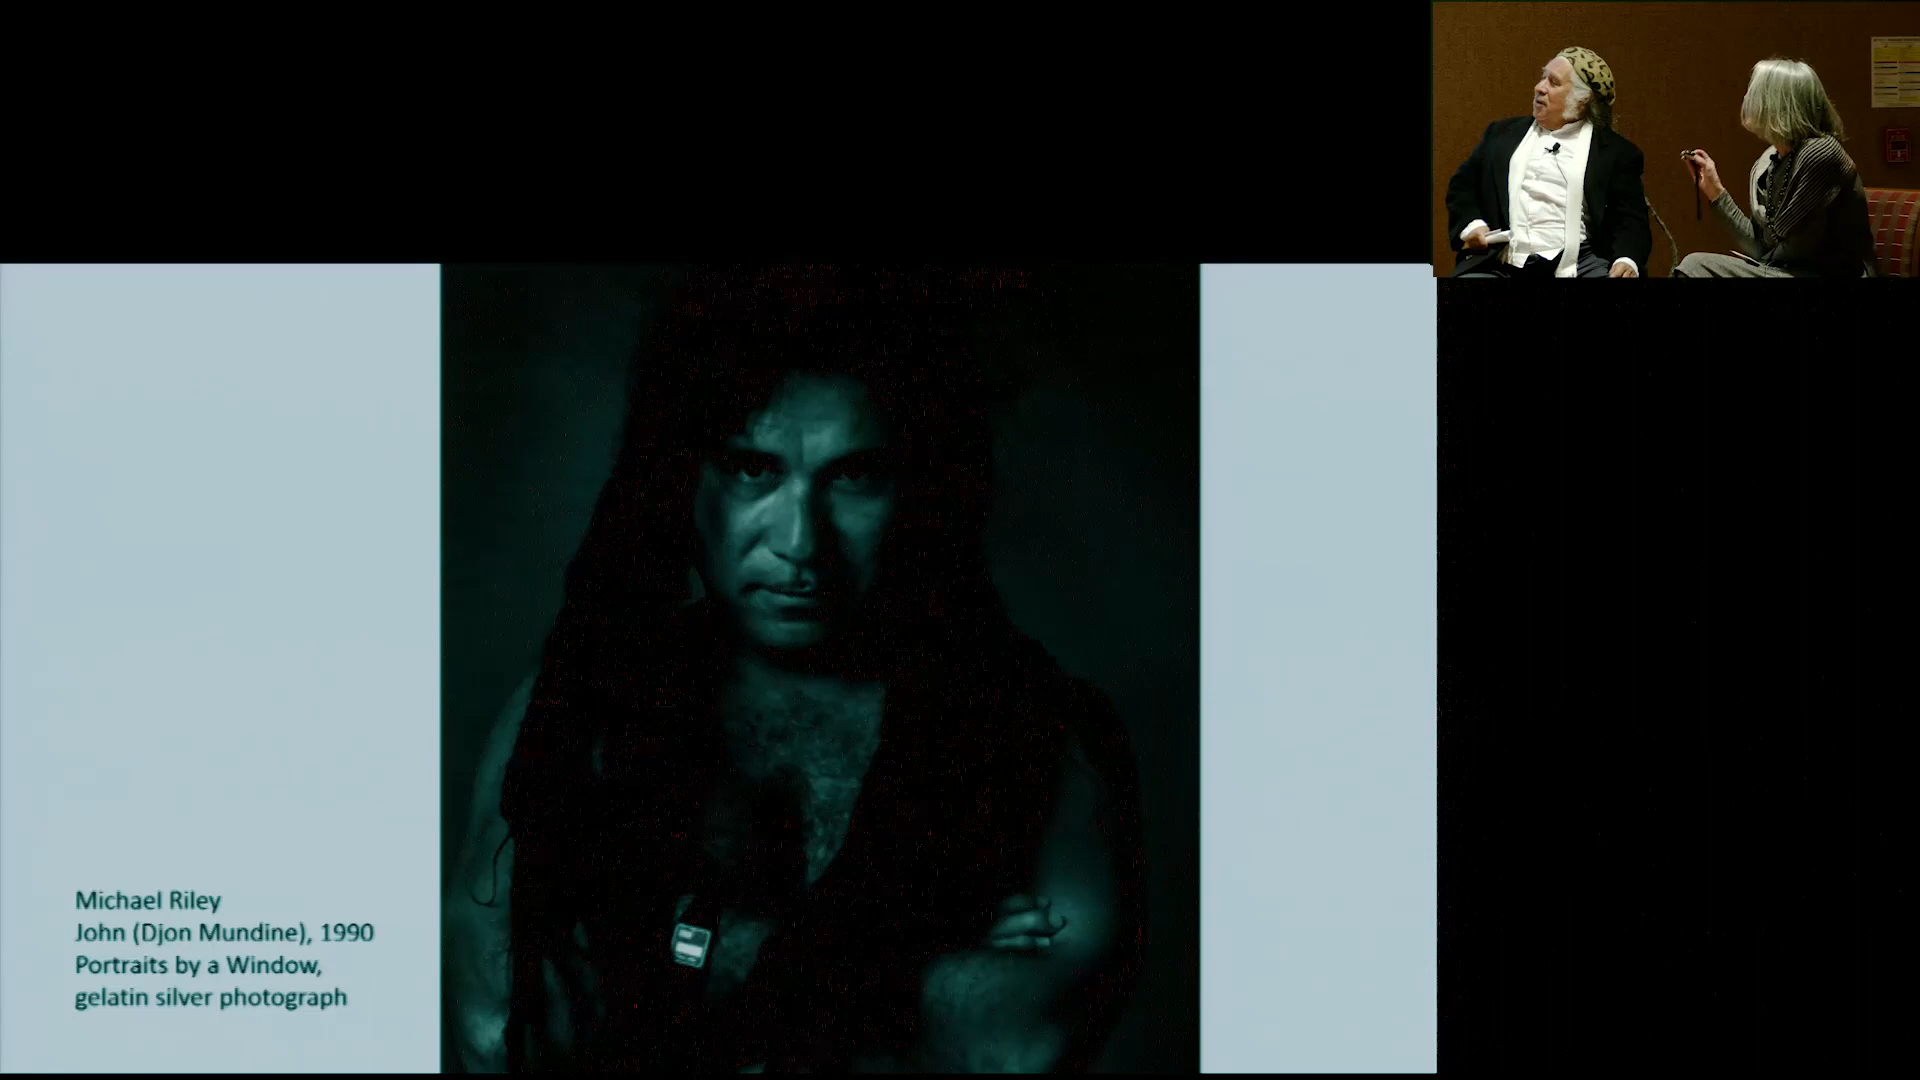 Michael Riley
John (Djon Mundine), 1990
Portraits by a Window,
gelatin silver photograph